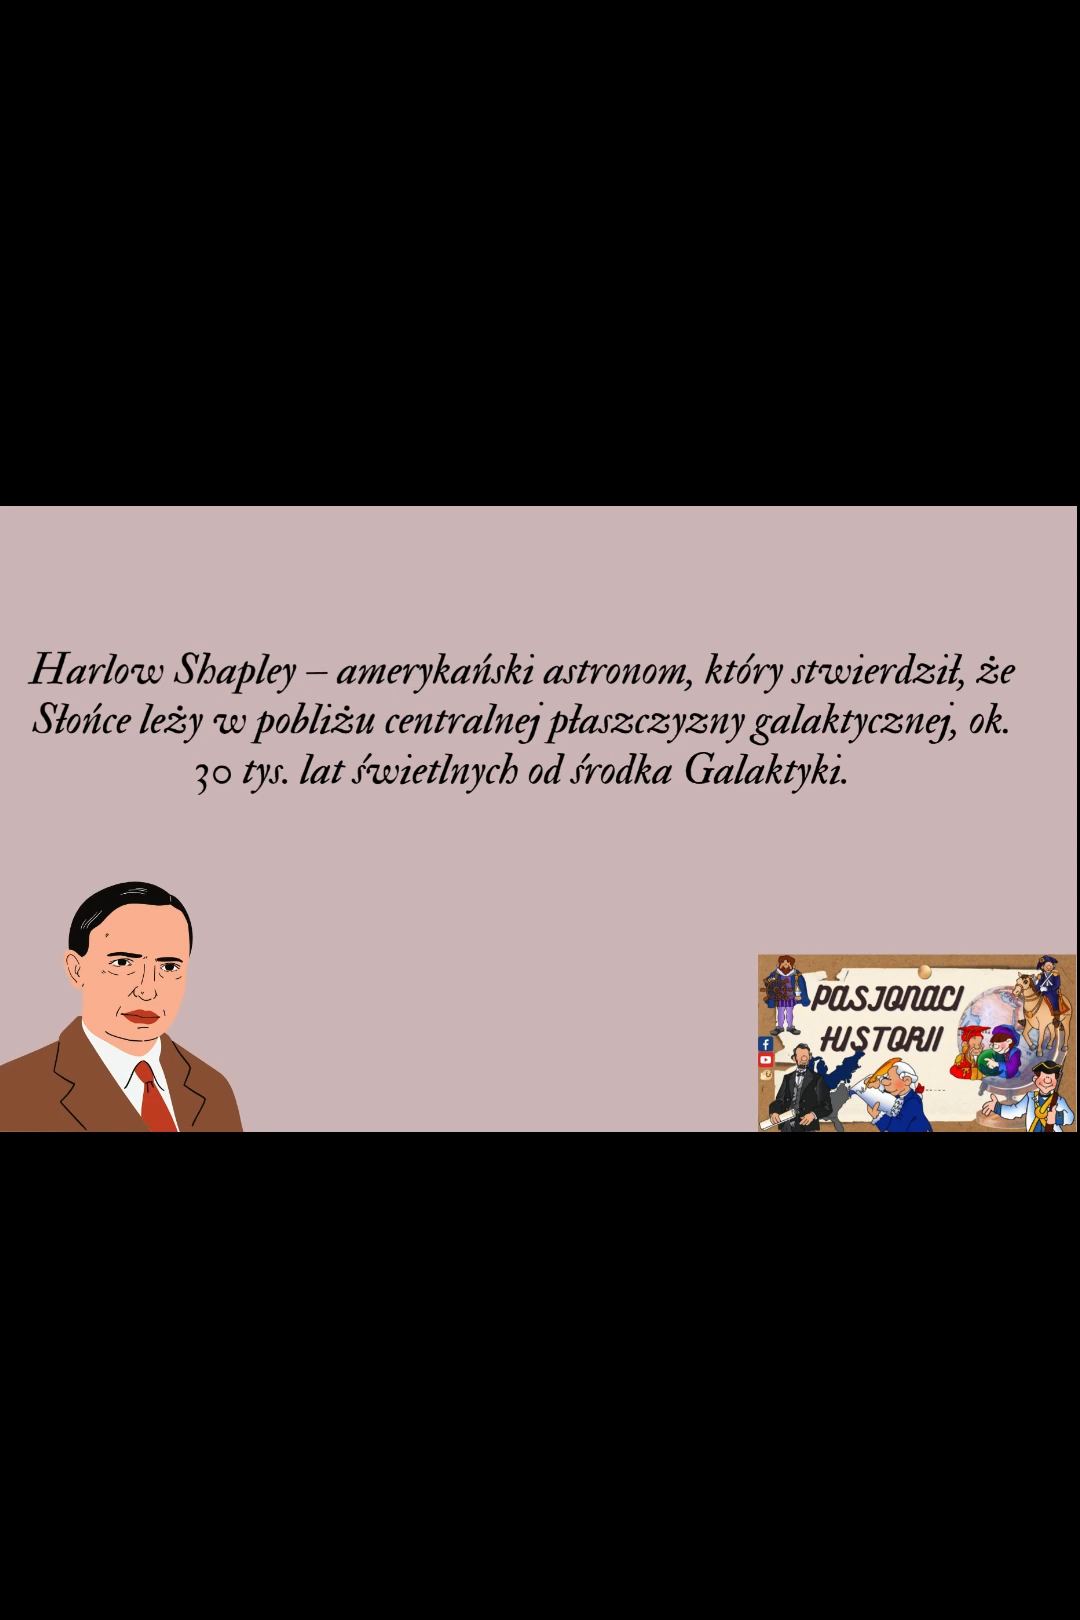 Harlow Shapley – amerykański astronom, który stwierdził, że
Słońce leży w pobliżu centralnej płaszczyzny galaktycznej, ok.
30 tys. lat świetlnych od środka Galaktyki.
PASJONACI
HISTORII